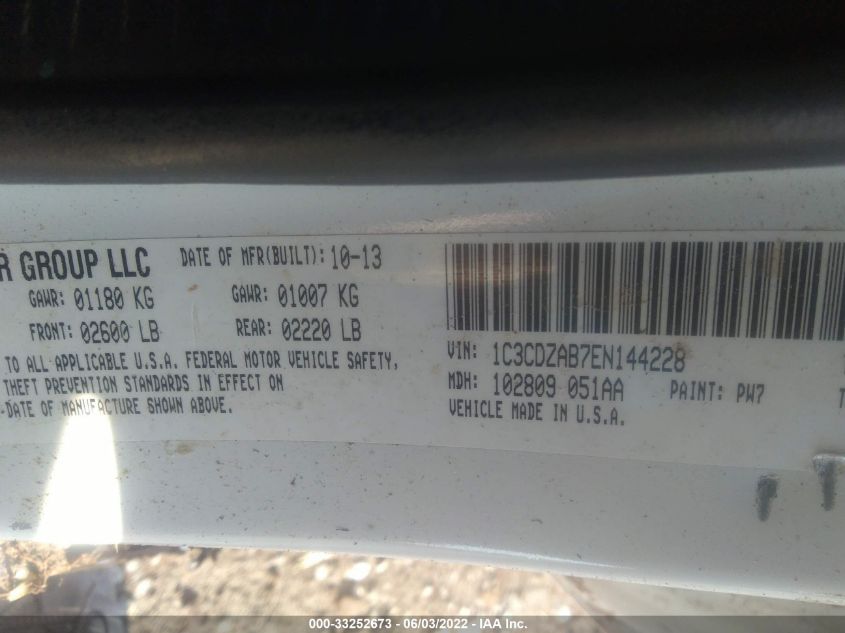 R GROUP LLC
DATE OF MFR(BUILT): 10-13
GAWR: 01180 KG
GAWR: 01007 KG
FRONT: 02600 LB
REAR: 02220 LB
TO ALL APPLICABLE U.S.A. FEDERAL MOTOR VEHICLE SAFETY,
THEFT PREVENTION STANDARDS IN EFFECT ON
-DATE OF MANUFACTURE SHOWN ABOVE.
VIN: 1C3CDZAB7EN144228
MDH: 102809 051AA PAINT: PW7
VEHICLE MADE IN U.S.A.
000-33252673 - 06/03/2022 - IAA Inc.